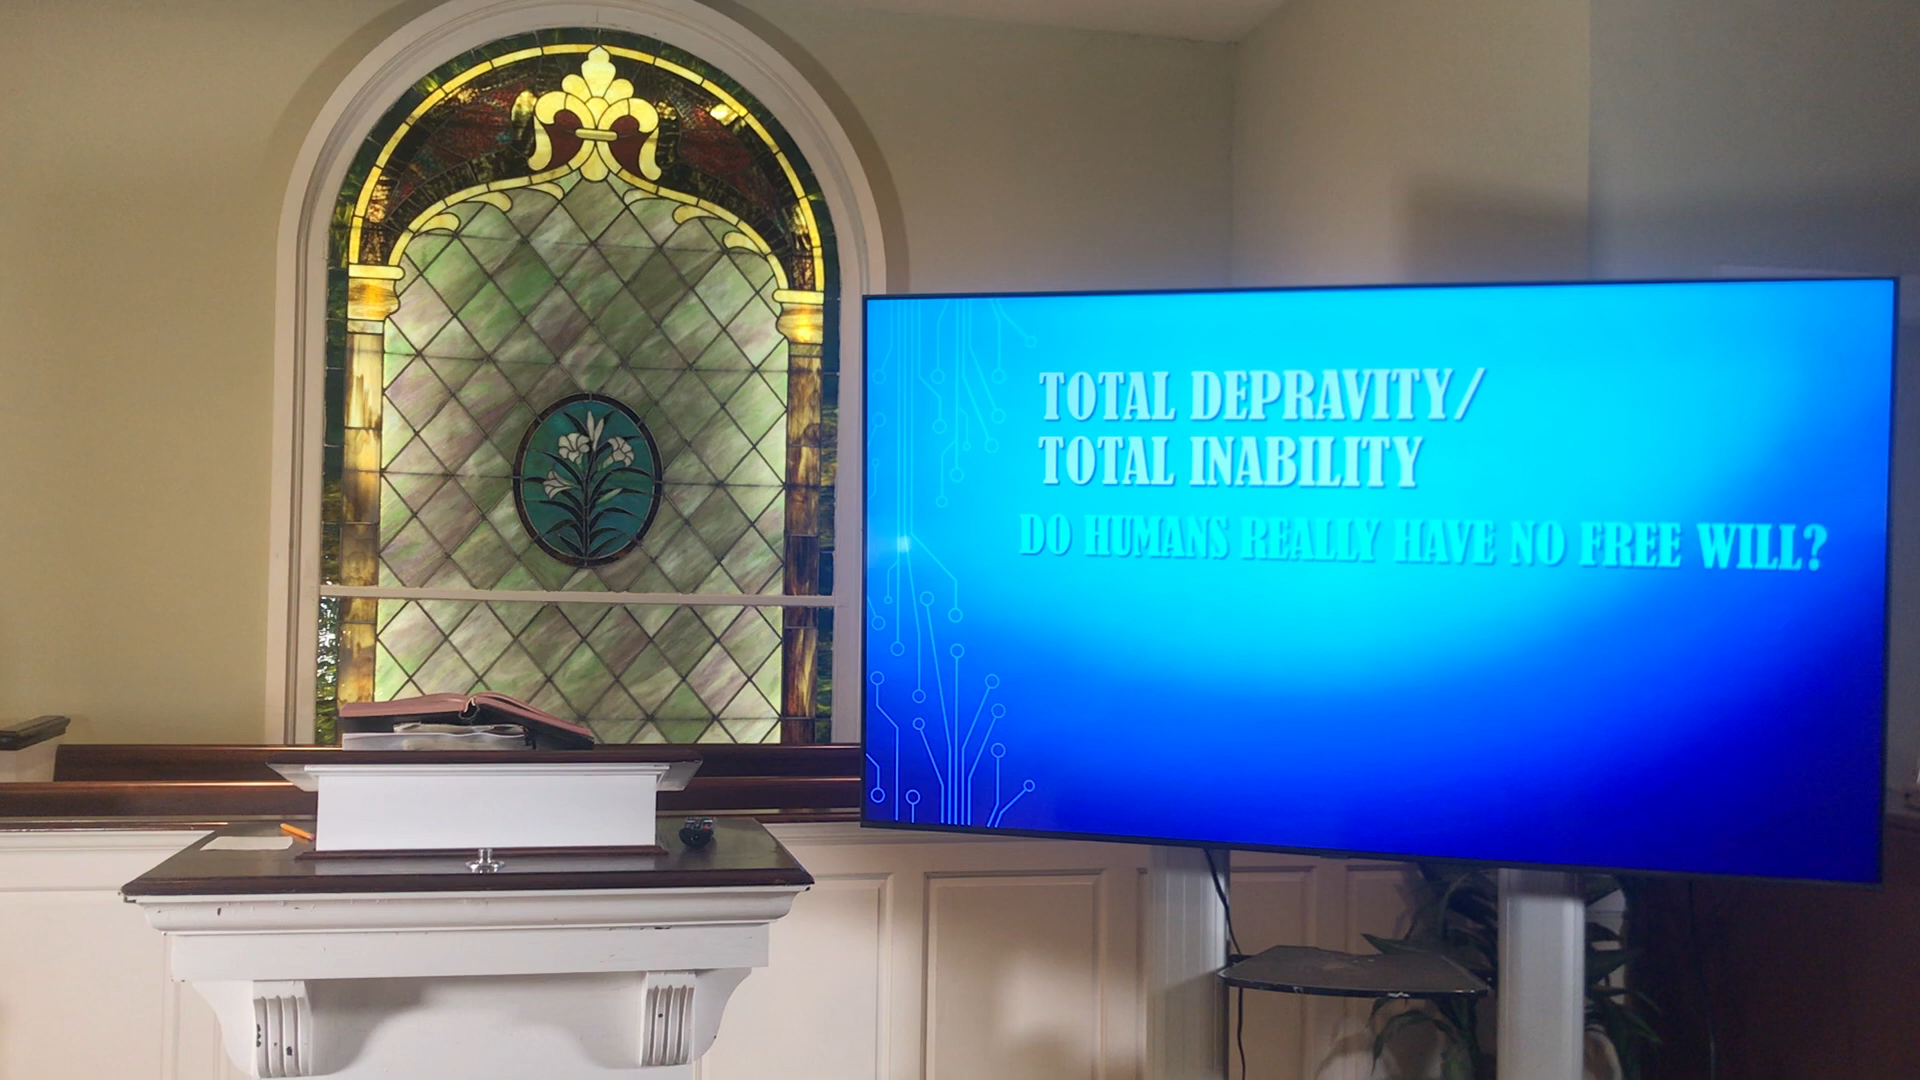 TOTAL DEPRAVITY/
TOTAL INABILITY
DO HUMANS REALLY HAVE NO FREE WILL?